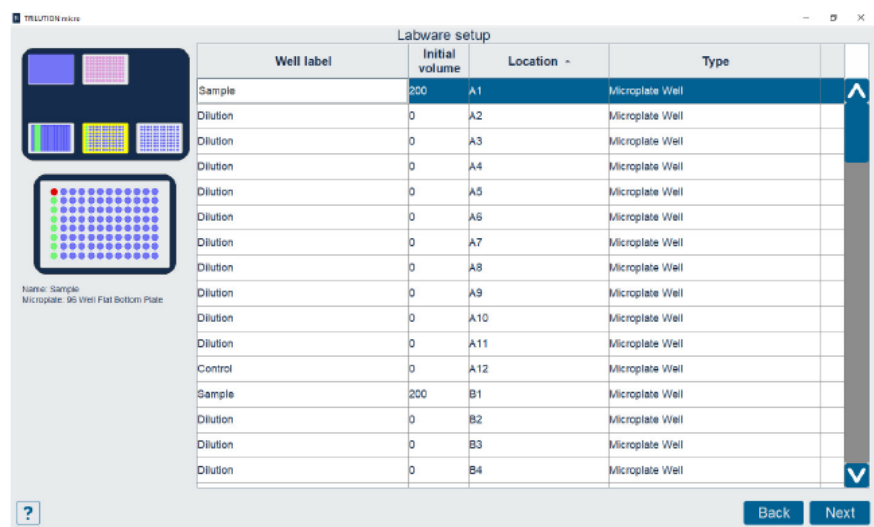 TRILUTION micro
Labware setup
Well label Initial volume Location Type
Sample 200 A1 Microplate Well
Dilution 0 A2 Microplate Well
Dilution 0 A3 Microplate Well
Dilution 0 A4 Microplate Well
Dilution 0 A5 Microplate Well
Dilution 0 A6 Microplate Well
Dilution 0 A7 Microplate Well
Dilution 0 A8 Microplate Well
Dilution 0 A9 Microplate Well
Dilution 0 A10 Microplate Well
Dilution 0 A11 Microplate Well
Control 0 A12 Microplate Well
Sample 200 B1 Microplate Well
Dilution 0 B2 Microplate Well
Dilution 0 B3 Microplate Well
Dilution 0 B4 Microplate Well
Name: Sample
Microplate: 96 Well Flat Bottom Plate
? Back Next